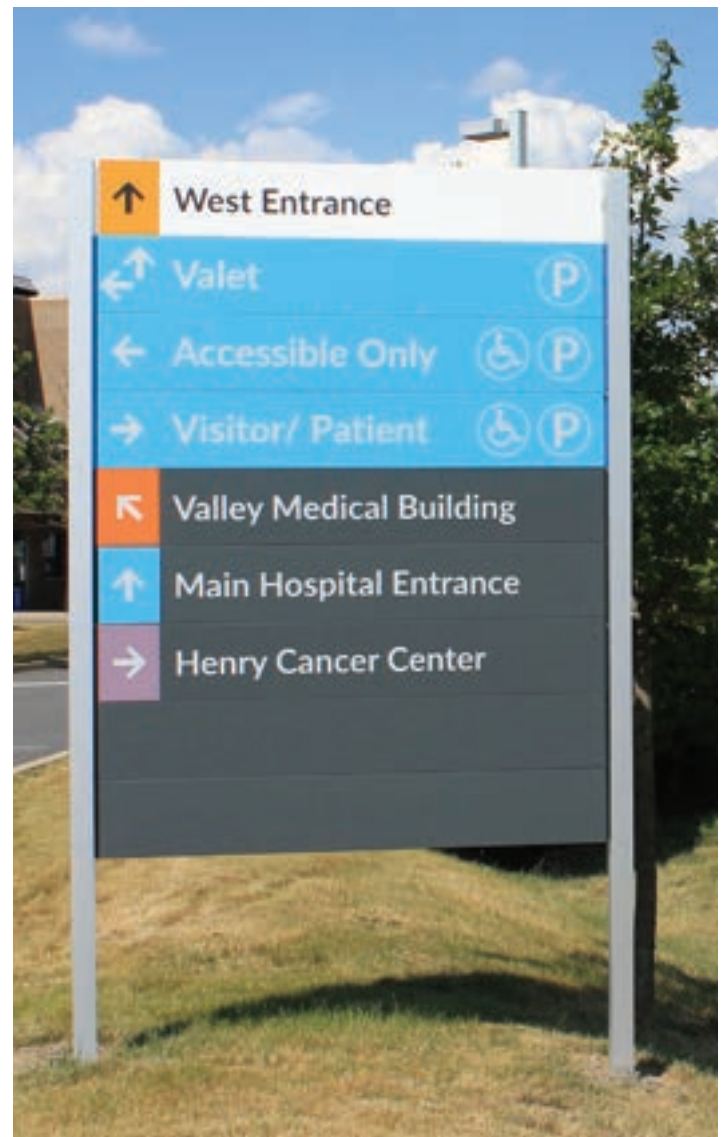 West Entrance
Valet P
Accessible Only P
Visitor/ Patient P
Valley Medical Building
Main Hospital Entrance
Henry Cancer Center